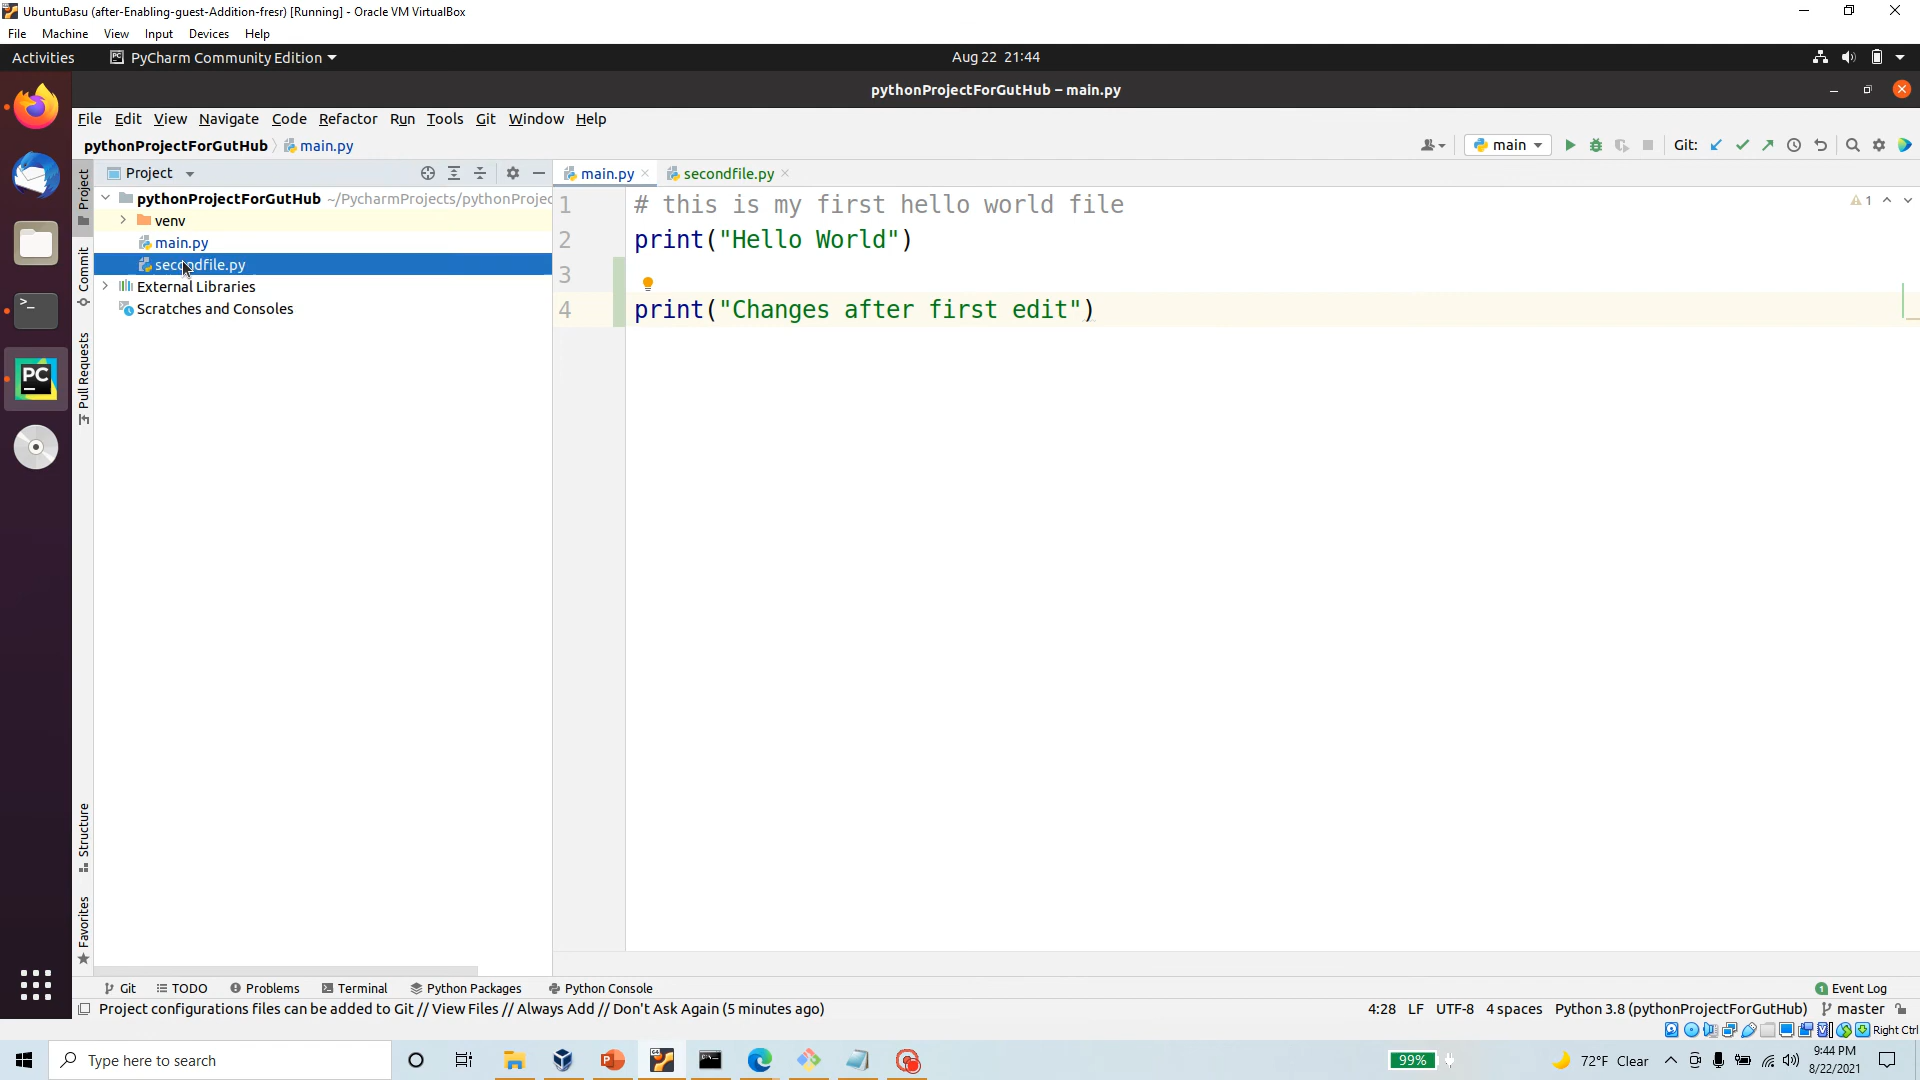 UbuntuBasu (after-Enabling-guest-Addition-fresr) [Running] - Oracle VM VirtualBox
File Machine View Input Devices Help
Activities PyCharm Community Edition Aug 22 21:44
pythonProjectForGutHub – main.py
File Edit View Navigate Code Refactor Run Tools Git Window Help
pythonProjectForGutHub main.py main Git:
Project
main.py secondfile.py
pythonProjectForGutHub ~/PycharmProjects/pythonProjec
venv
main.py
secondfile.py
External Libraries
Scratches and Consoles
Project
Commit
Pull Requests
Structure
Favorites
1 # this is my first hello world file
2 print("Hello World")
3
4 print("Changes after first edit")
1
Git TODO Problems Terminal Python Packages Python Console 1 Event Log
Project configurations files can be added to Git // View Files // Always Add // Don't Ask Again (5 minutes ago) 4:28 LF UTF-8 4 spaces Python 3.8 (pythonProjectForGutHub) master
Right Ctrl
Type here to search 99% 72°F Clear 9:44 PM
8/22/2021